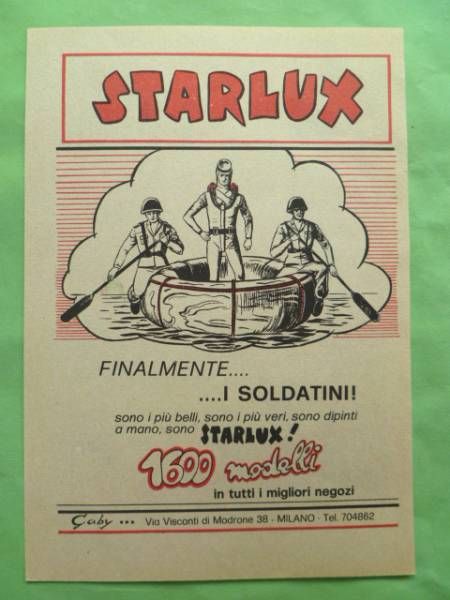 STARLUX
FINALMENTE....
....I SOLDATINI!
sono i più belli, sono i più veri, sono dipinti
a mano, sono STARLUX!
1600 modelli
in tutti i migliori negozi
Gaby ... Via Visconti di Modrone 38 - MILANO - Tel. 704862